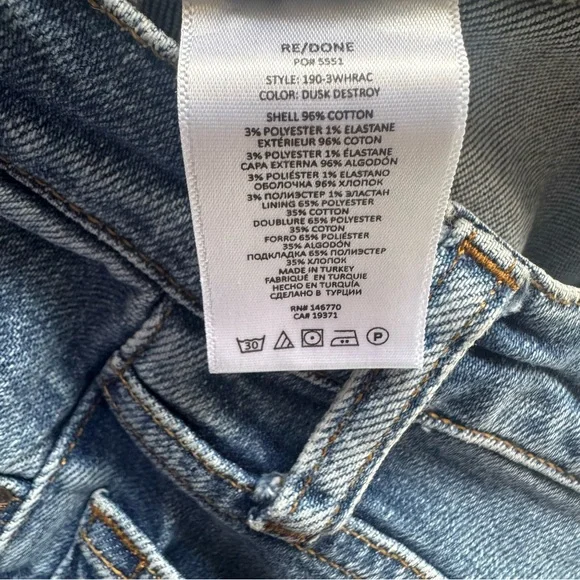 RE/DONE
PO# 5551
STYLE: 190-3WHRAC
COLOR: DUSK DESTROY
SHELL 96% COTTON
3% POLYESTER 1% ELASTANE
EXTÉRIEUR 96% COTON
3% POLYESTER 1% ÉLASTANE
CAPA EXTERNA 96% ALGODÓN
3% POLIÉSTER 1% ELASTANO
ОБОЛОЧКА 96% ХЛОПОК
3% ПОЛИЭСТЕР 1% ЭЛАСТАН
LINING 65% POLYESTER
35% COTTON
DOUBLURE 65% POLYESTER
35% COTON
FORRO 65% POLIÉSTER
35% ALGODÓN
ПОДКЛАДКА 65% ПОЛИЭСТЕР
35% ХЛОПОК
MADE IN TURKEY
FABRIQUÉ EN TURQUIE
HECHO EN TURQUÍA
СДЕЛАНО В ТУРЦИИ
RN# 146770
CA# 19371
30 P